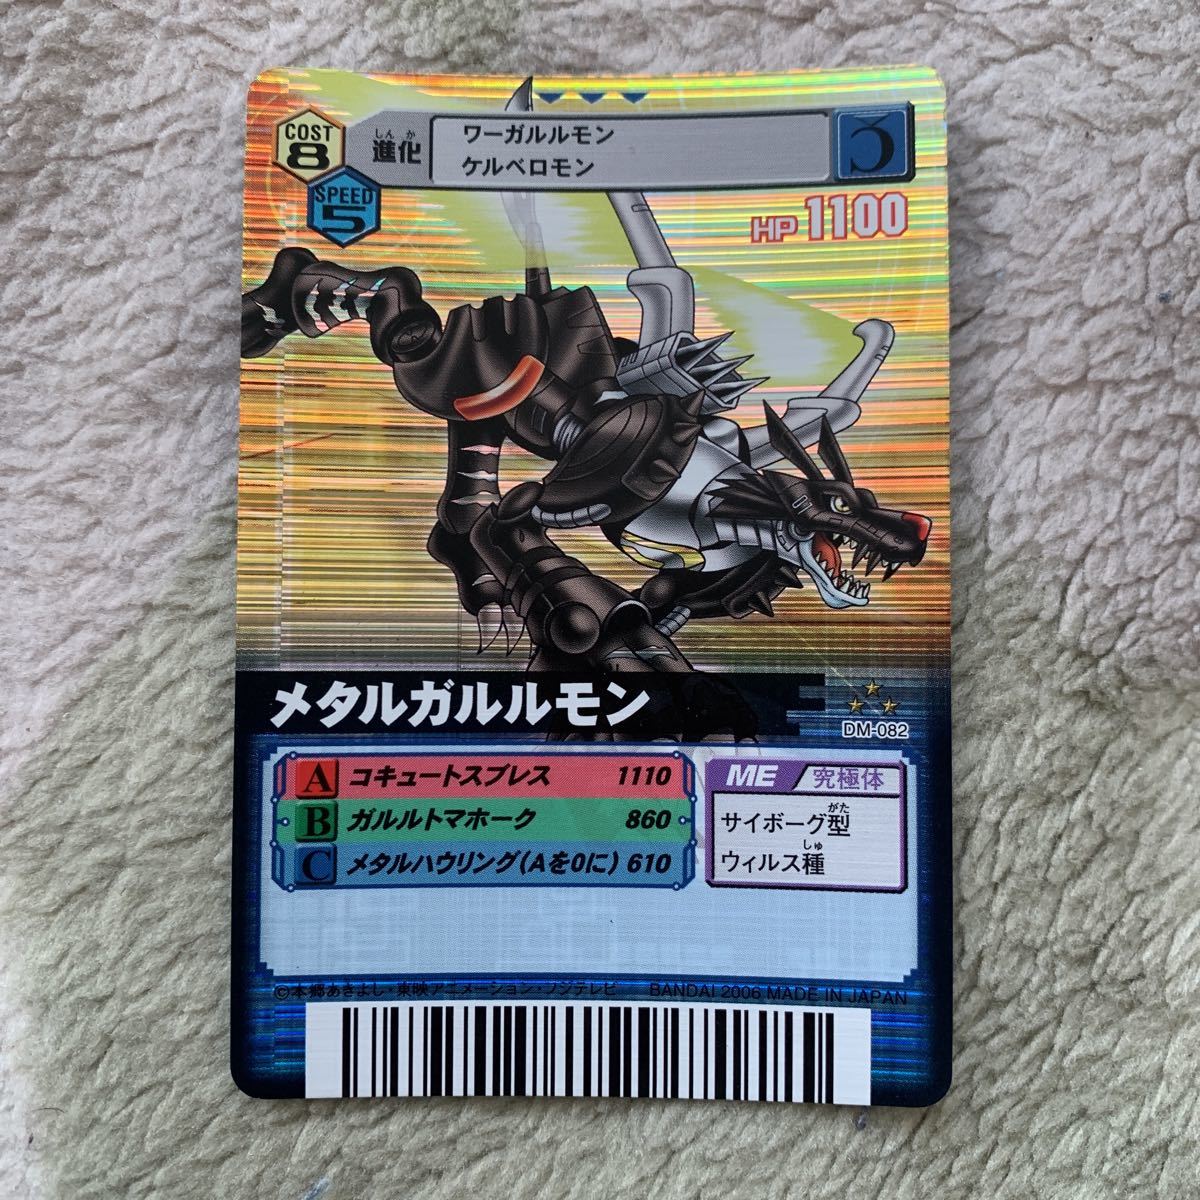 COST
8
しんか
進化
ワーガルルモン
ケルベロモン
3
SPEED
5
HP 1100
メタルガルルモン
DM-082
A コキュートスブレス 1110
B ガルルトマホーク 860
C メタルハウリング(Aを0に) 610
ME 究極体
サイボーグ型
がた
ウィルス種
しゅ
©本郷あきよし・東映アニメーション・フジテレビ BANDAI 2006 MADE IN JAPAN